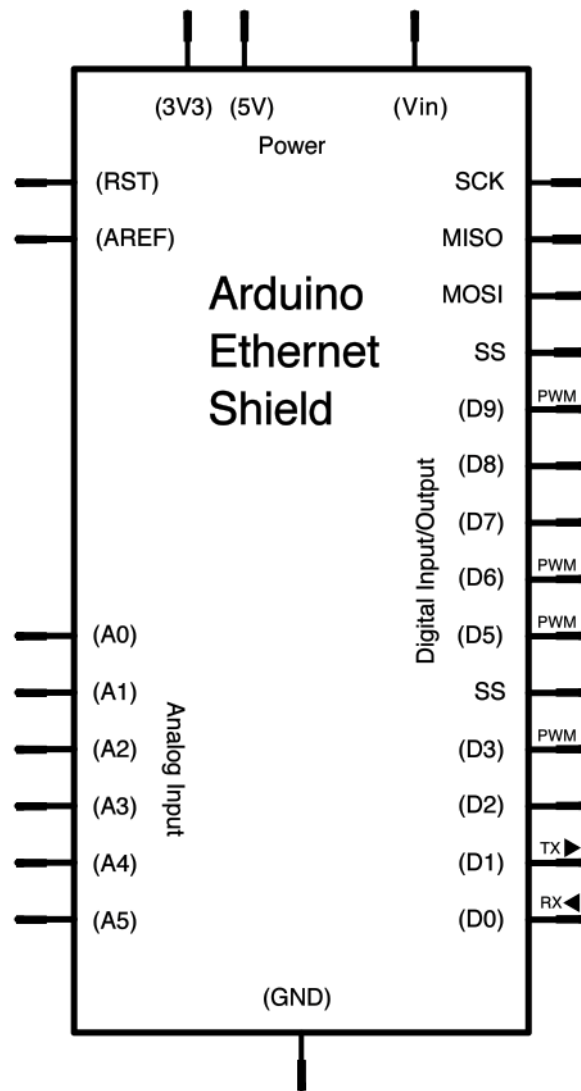 (3V3) (5V) (Vin)
Power
(RST) SCK
(AREF) MISO
Arduino
Ethernet
Shield
MOSI
SS
(D9) PWM
(D8)
Digital Input/Output
(D7)
(D6) PWM
(A0) (D5) PWM
(A1) SS
Analog Input
(A2) (D3) PWM
(A3) (D2)
(A4) (D1) TX
(A5) (D0) RX
(GND)